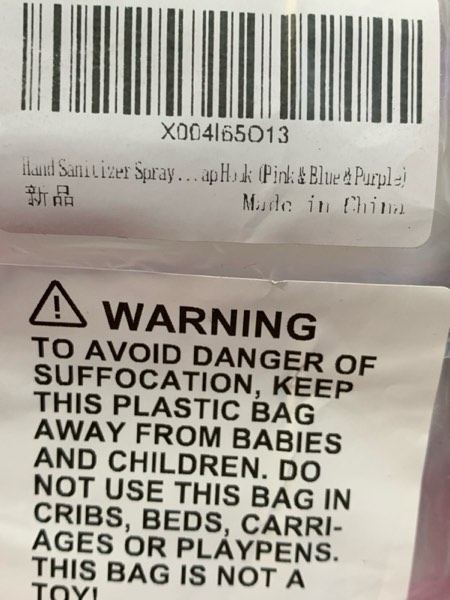 X004I65O13
Hand Sanitizer Spray...ap Hook (Pink & Blue & Purple)
新品
Made in China
WARNING
TO AVOID DANGER OF
SUFFOCATION, KEEP
THIS PLASTIC BAG
AWAY FROM BABIES
AND CHILDREN. DO
NOT USE THIS BAG IN
CRIBS, BEDS, CARRI-
AGES OR PLAYPENS.
THIS BAG IS NOT A
TOY!